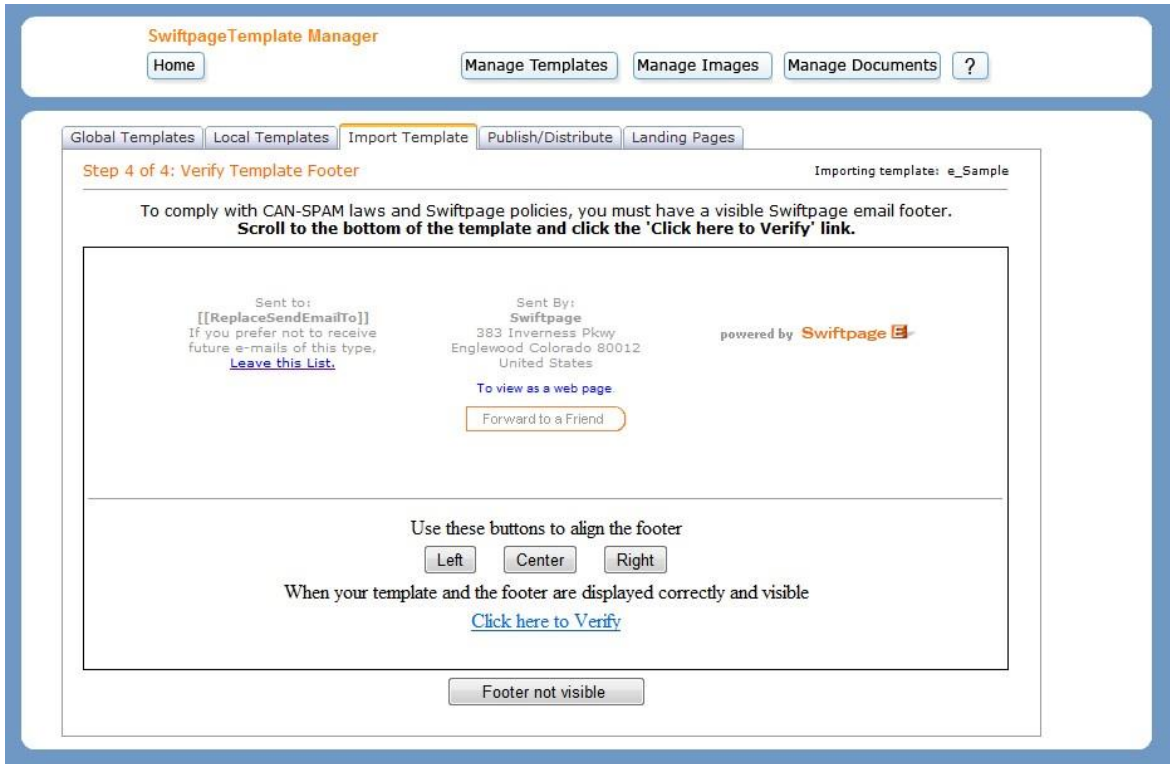 SwiftpageTemplate Manager
Home Manage Templates Manage Images Manage Documents ?
Global Templates Local Templates Import Template Publish/Distribute Landing Pages
Step 4 of 4: Verify Template Footer Importing template: e_Sample
To comply with CAN-SPAM laws and Swiftpage policies, you must have a visible Swiftpage email footer.
Scroll to the bottom of the template and click the 'Click here to Verify' link.
Sent to:
[[ReplaceSendEmailTo]]
If you prefer not to receive
future e-mails of this type,
Leave this List.
Sent By:
Swiftpage
383 Inverness Pkwy
Englewood Colorado 80012
United States
To view as a web page
Forward to a Friend
powered by Swiftpage E
Use these buttons to align the footer
Left Center Right
When your template and the footer are displayed correctly and visible
Click here to Verify
Footer not visible